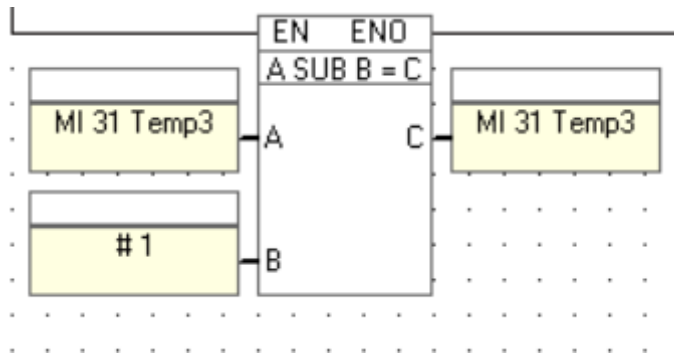 EN ENO
A SUB B = C
MI 31 Temp3
A
C
MI 31 Temp3
# 1
B